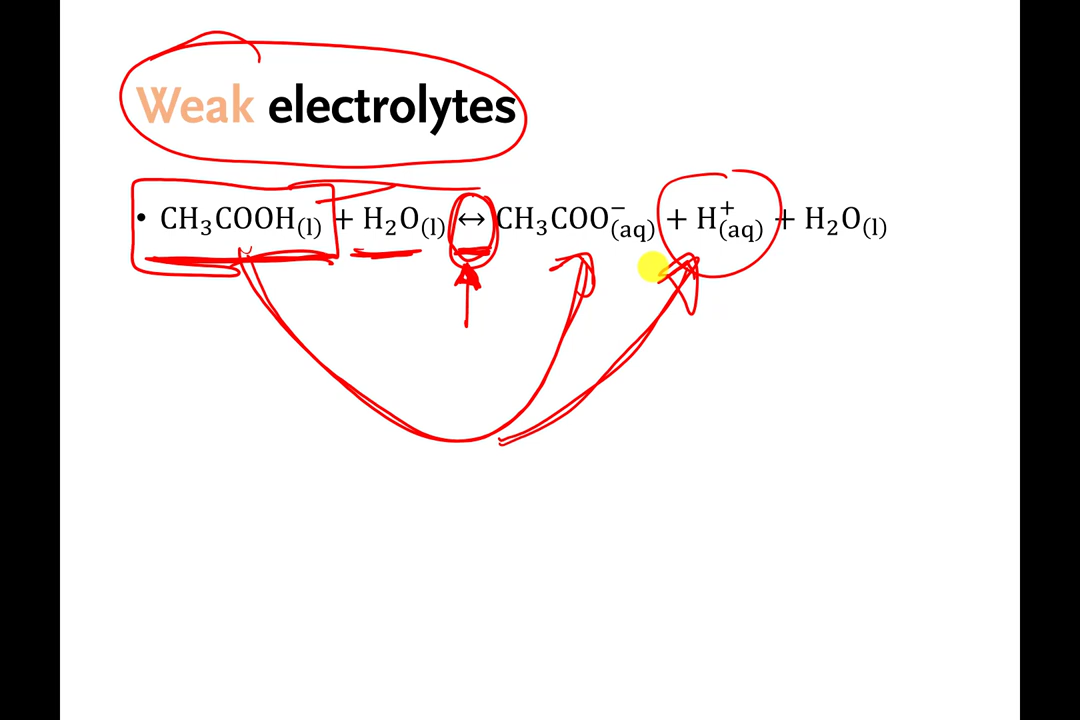 Weak electrolytes
• CH₃COOH₍l₎ + H₂O₍l₎ ↔ CH₃COO⁻(aq) + H⁺(aq) + H₂O₍l₎